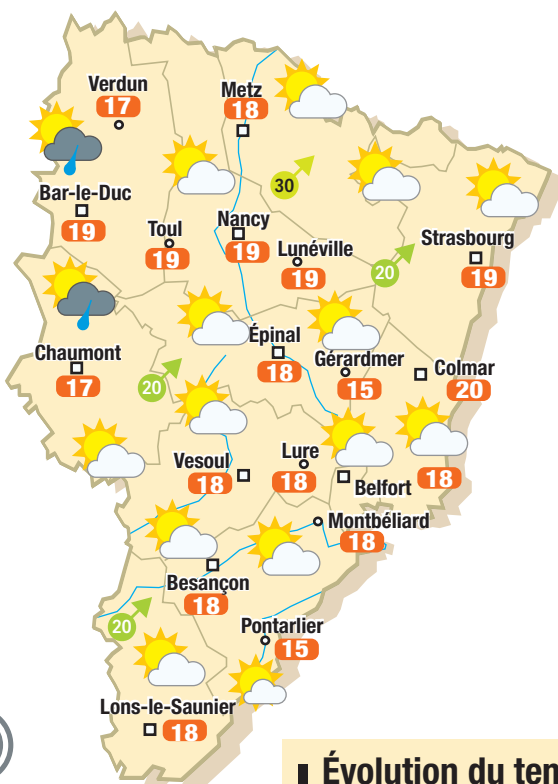 Verdun
17
Metz
18
30
Bar-le-Duc
19
Toul
19
Nancy
19
Lunéville
19
Strasbourg
19
20
Chaumont
17
20
Épinal
18
Gérardmer
15
Colmar
20
Vesoul
18
Lure
18
Belfort
18
Montbéliard
18
Besançon
18
20
Pontarlier
15
Lons-le-Saunier
18
Évolution du tem